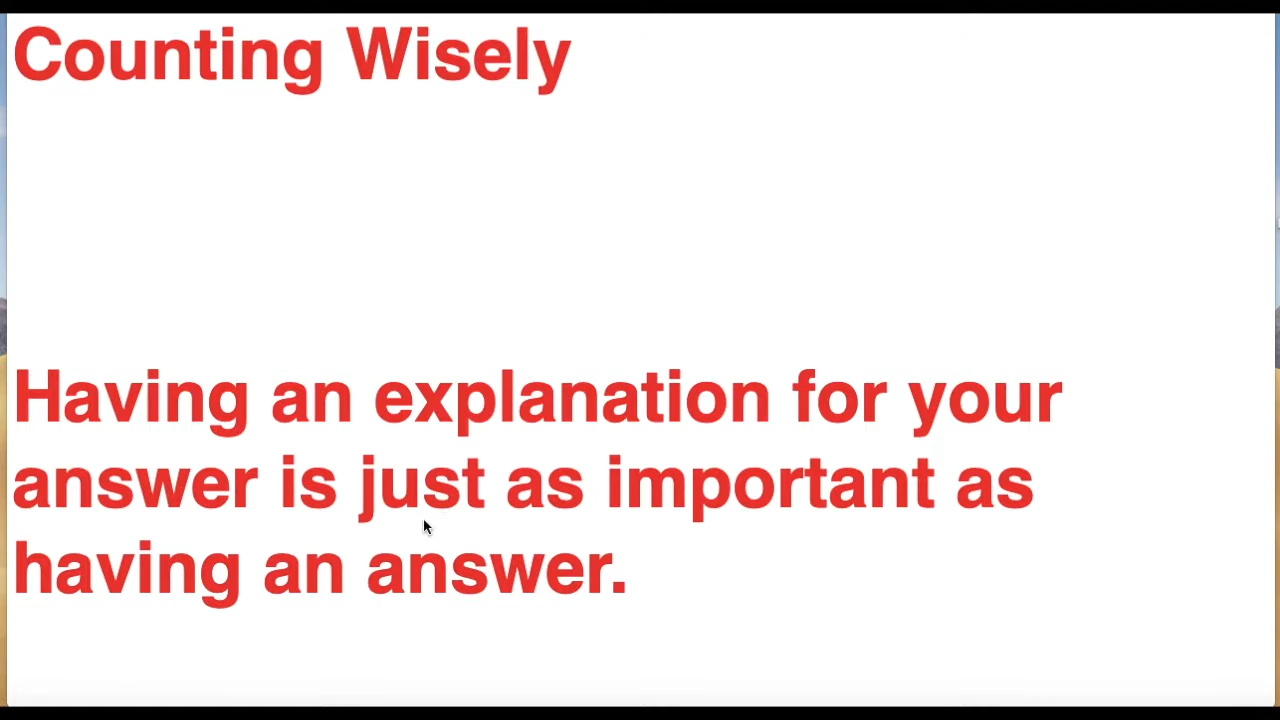 Counting Wisely
Having an explanation for your
answer is just as important as
having an answer.